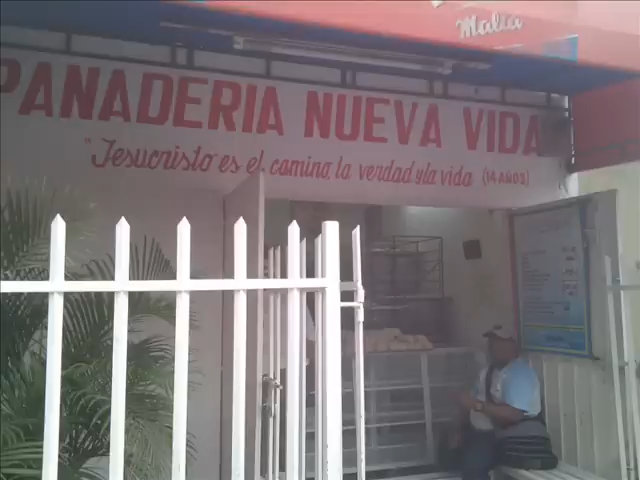 Malta
PANADERIA NUEVA VIDA
"Jesucristo es el camino, la verdad y la vida (14 AÑOS)